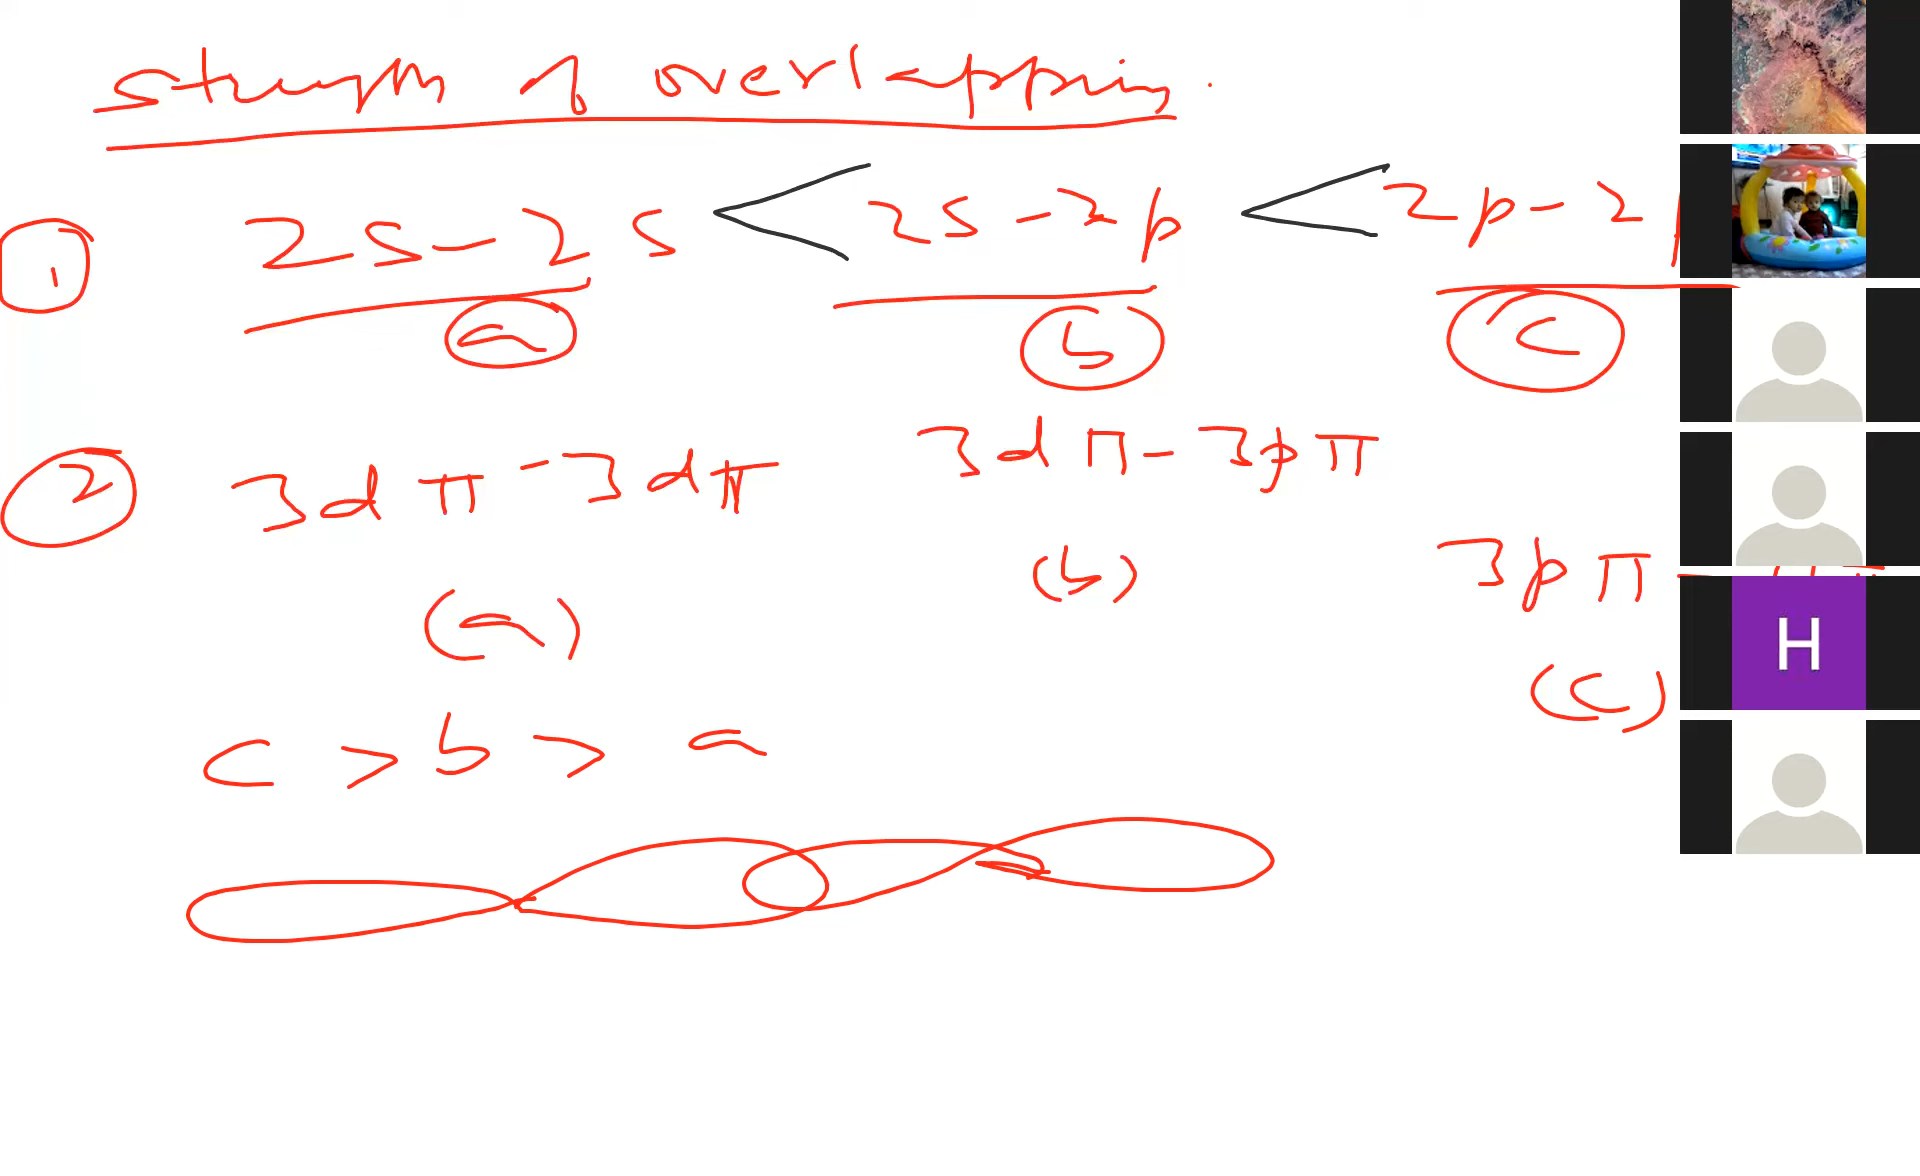 strength of overlapping.
1 2s-2s < 2s-2p < 2p-2p
a b c
2 3dπ-3dπ 3dπ-3pπ 3pπ
(a) (b) (c)
c > b > a
H